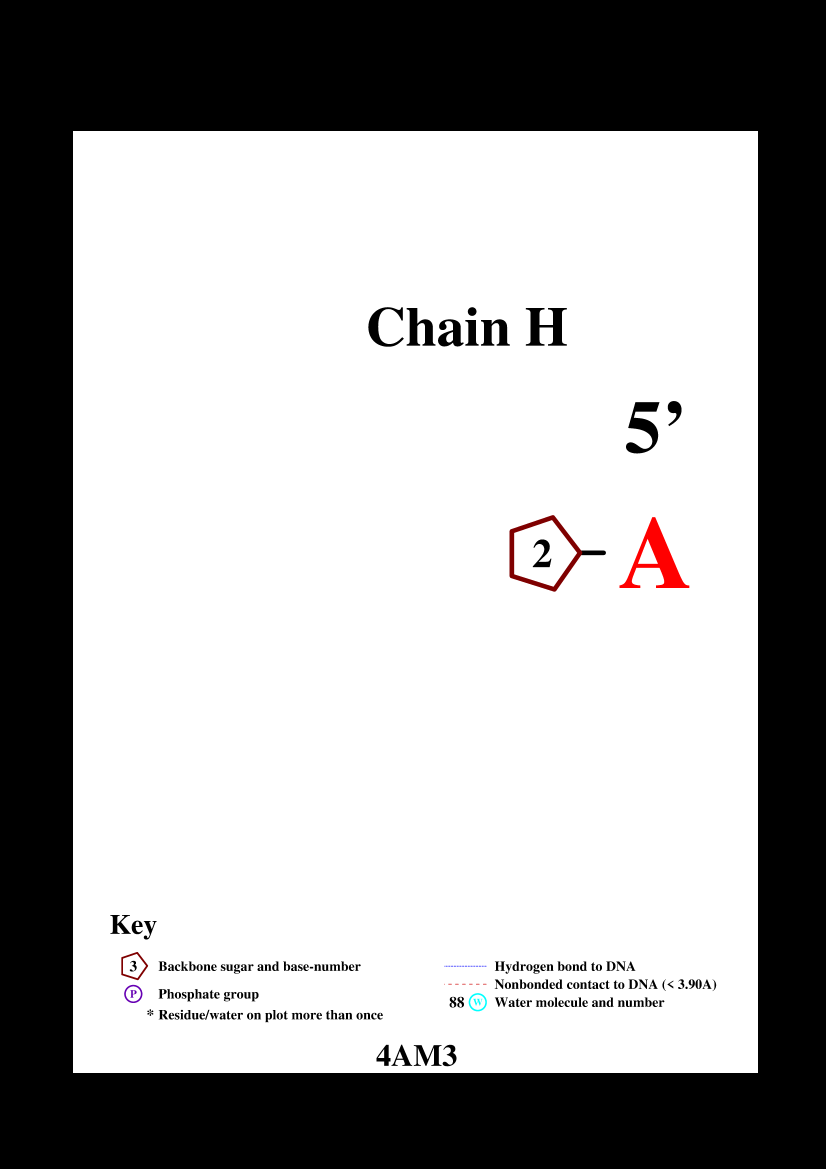 Chain H
5’
2 A
Key
3 Backbone sugar and base-number
P Phosphate group
* Residue/water on plot more than once
Hydrogen bond to DNA
Nonbonded contact to DNA (< 3.90A)
88 W Water molecule and number
4AM3